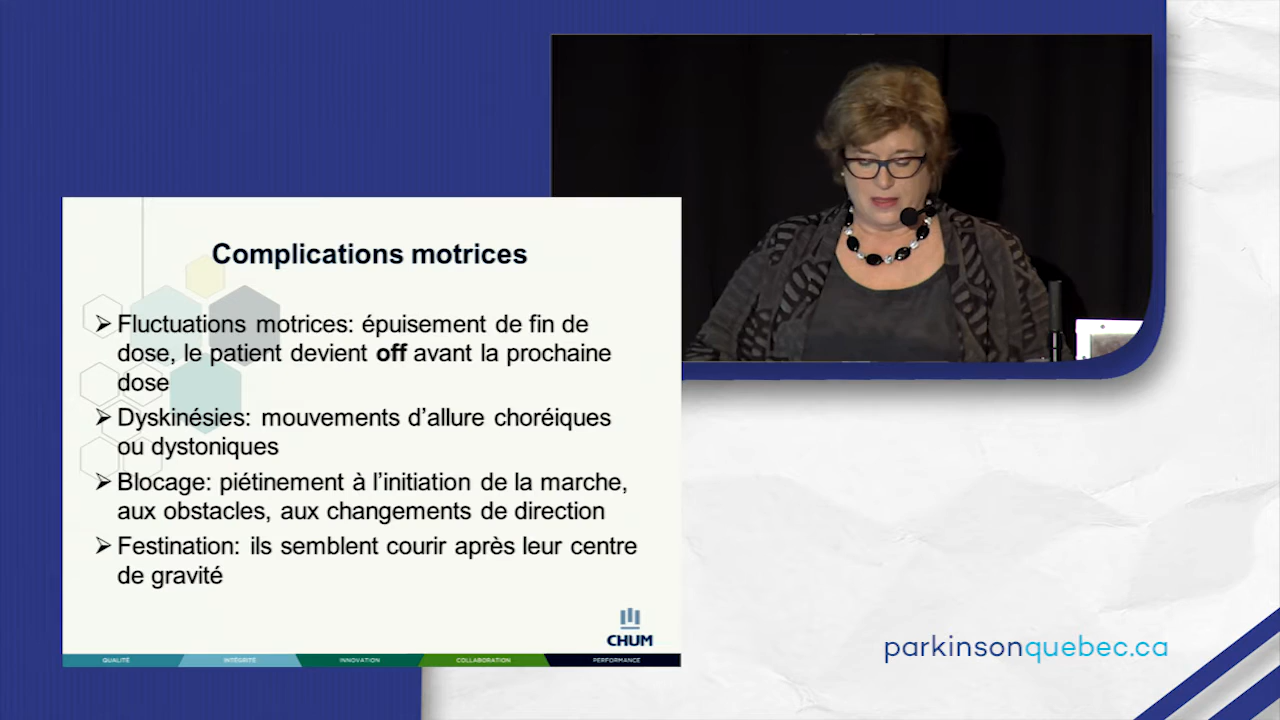 Complications motrices
➢ Fluctuations motrices: épuisement de fin de
dose, le patient devient off avant la prochaine
dose
➢ Dyskinésies: mouvements d’allure choréiques
ou dystoniques
➢ Blocage: piétinement à l’initiation de la marche,
aux obstacles, aux changements de direction
➢ Festination: ils semblent courir après leur centre
de gravité
CHUM
QUALITÉ INTÉGRITÉ INNOVATION COLLABORATION PERFORMANCE
parkinsonquebec.ca